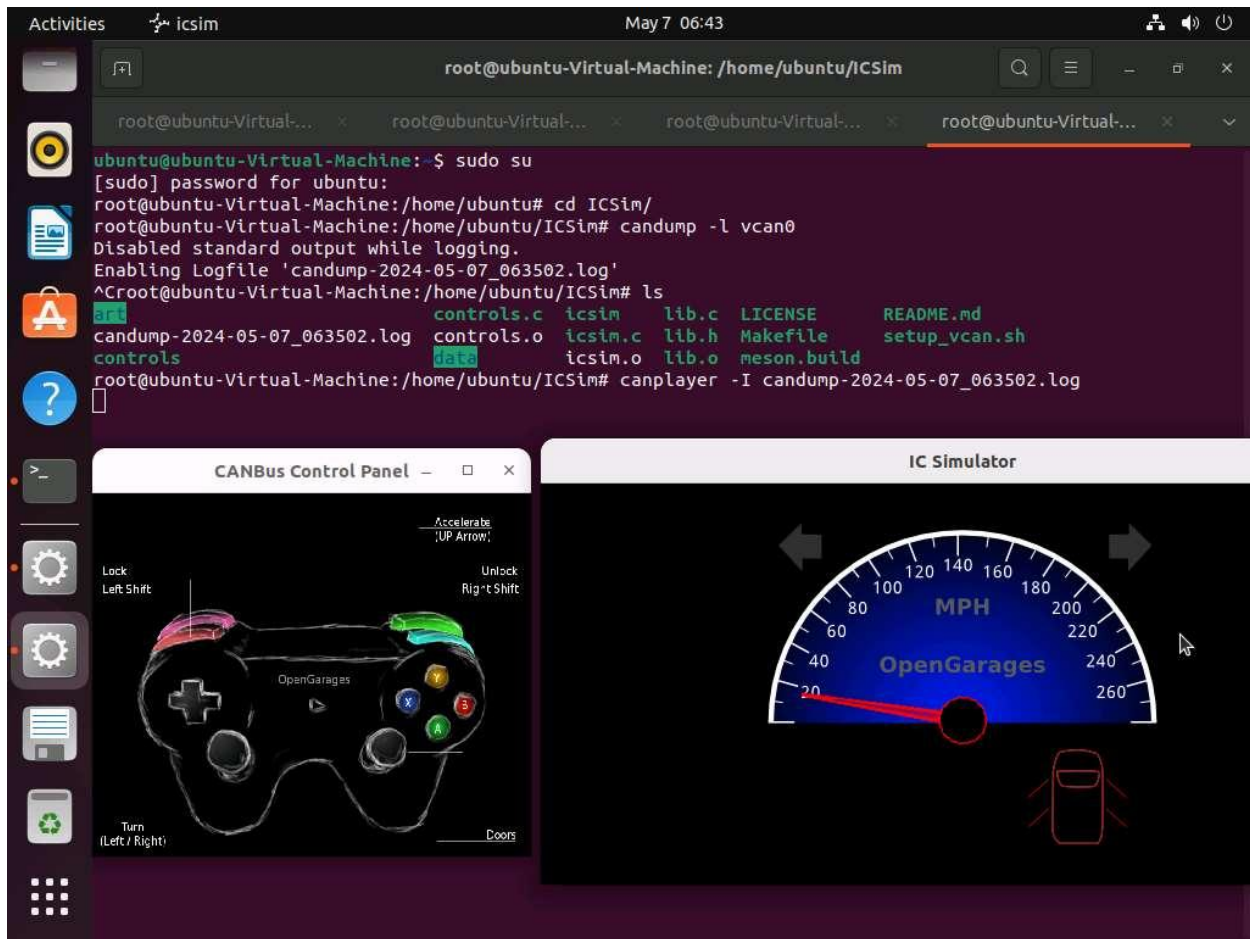 Activities icsim May 7 06:43
root@ubuntu-Virtual-Machine: /home/ubuntu/ICSim
root@ubuntu-Virtual-... root@ubuntu-Virtual-... root@ubuntu-Virtual-... root@ubuntu-Virtual-...
ubuntu@ubuntu-Virtual-Machine:~$ sudo su
[sudo] password for ubuntu:
root@ubuntu-Virtual-Machine:/home/ubuntu# cd ICSim/
root@ubuntu-Virtual-Machine:/home/ubuntu/ICSim# candump -l vcan0
Disabled standard output while logging.
Enabling Logfile 'candump-2024-05-07_063502.log'
^Croot@ubuntu-Virtual-Machine:/home/ubuntu/ICSim# ls
art controls.c icsim lib.c LICENSE README.md
candump-2024-05-07_063502.log controls.o icsim.c lib.h Makefile setup_vcan.sh
controls data icsim.o lib.o meson.build
root@ubuntu-Virtual-Machine:/home/ubuntu/ICSim# canplayer -I candump-2024-05-07_063502.log
CANBus Control Panel
Accelerate
(UP Arrow)
Lock
Left Shift
Unlock
Right Shift
OpenGarages
Y
X
B
A
Turn
(Left / Right)
Doors
IC Simulator
20 40 60 80 100 120 140 160 180 200 220 240 260
MPH
OpenGarages